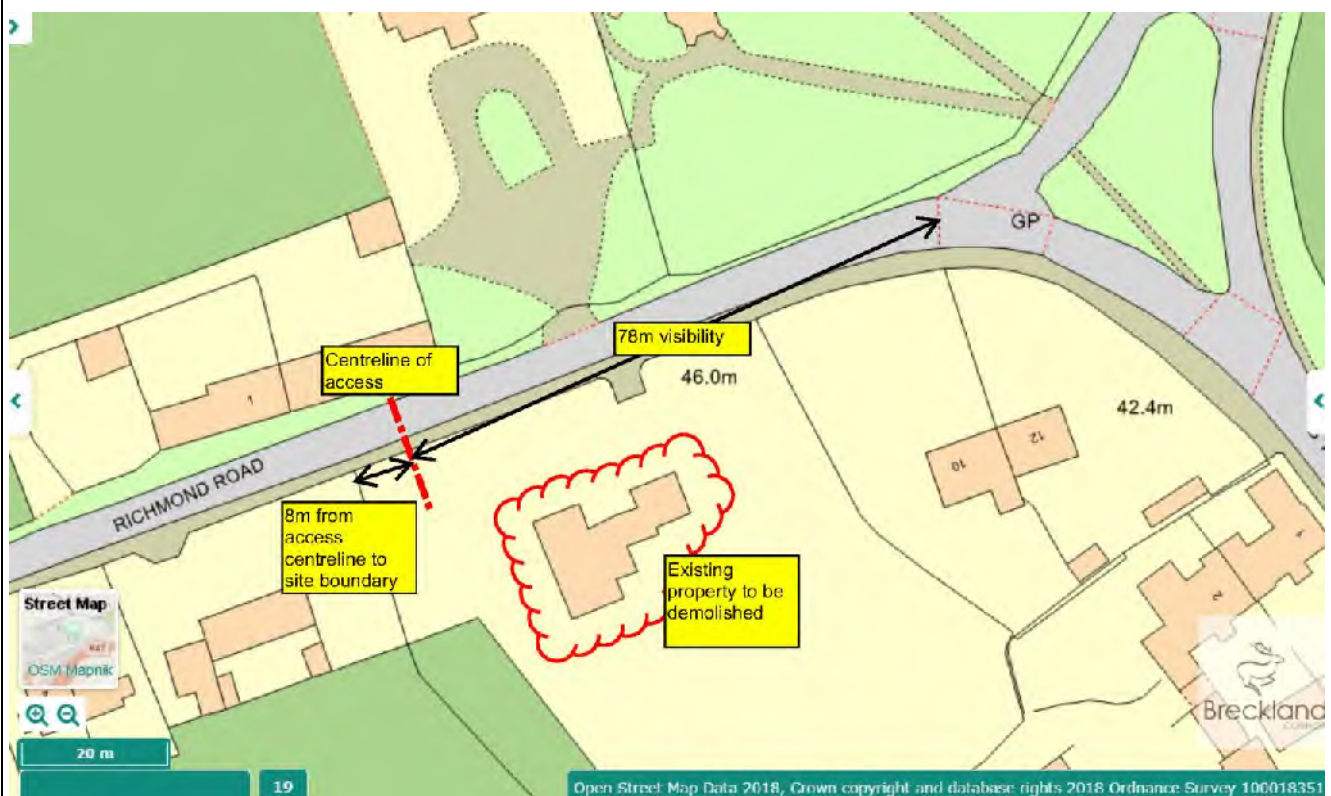 GP
78m visibility
46.0m
Centreline of
access
42.4m
1
12
10
RICHMOND ROAD
8m from
access
centreline to
site boundary
Existing
property to be
demolished
Street Map
OSM Mapnik
2
Breckland
20 m
19
Open Street Map Data 2018, Crown copyright and database rights 2018 Ordnance Survey 100018351